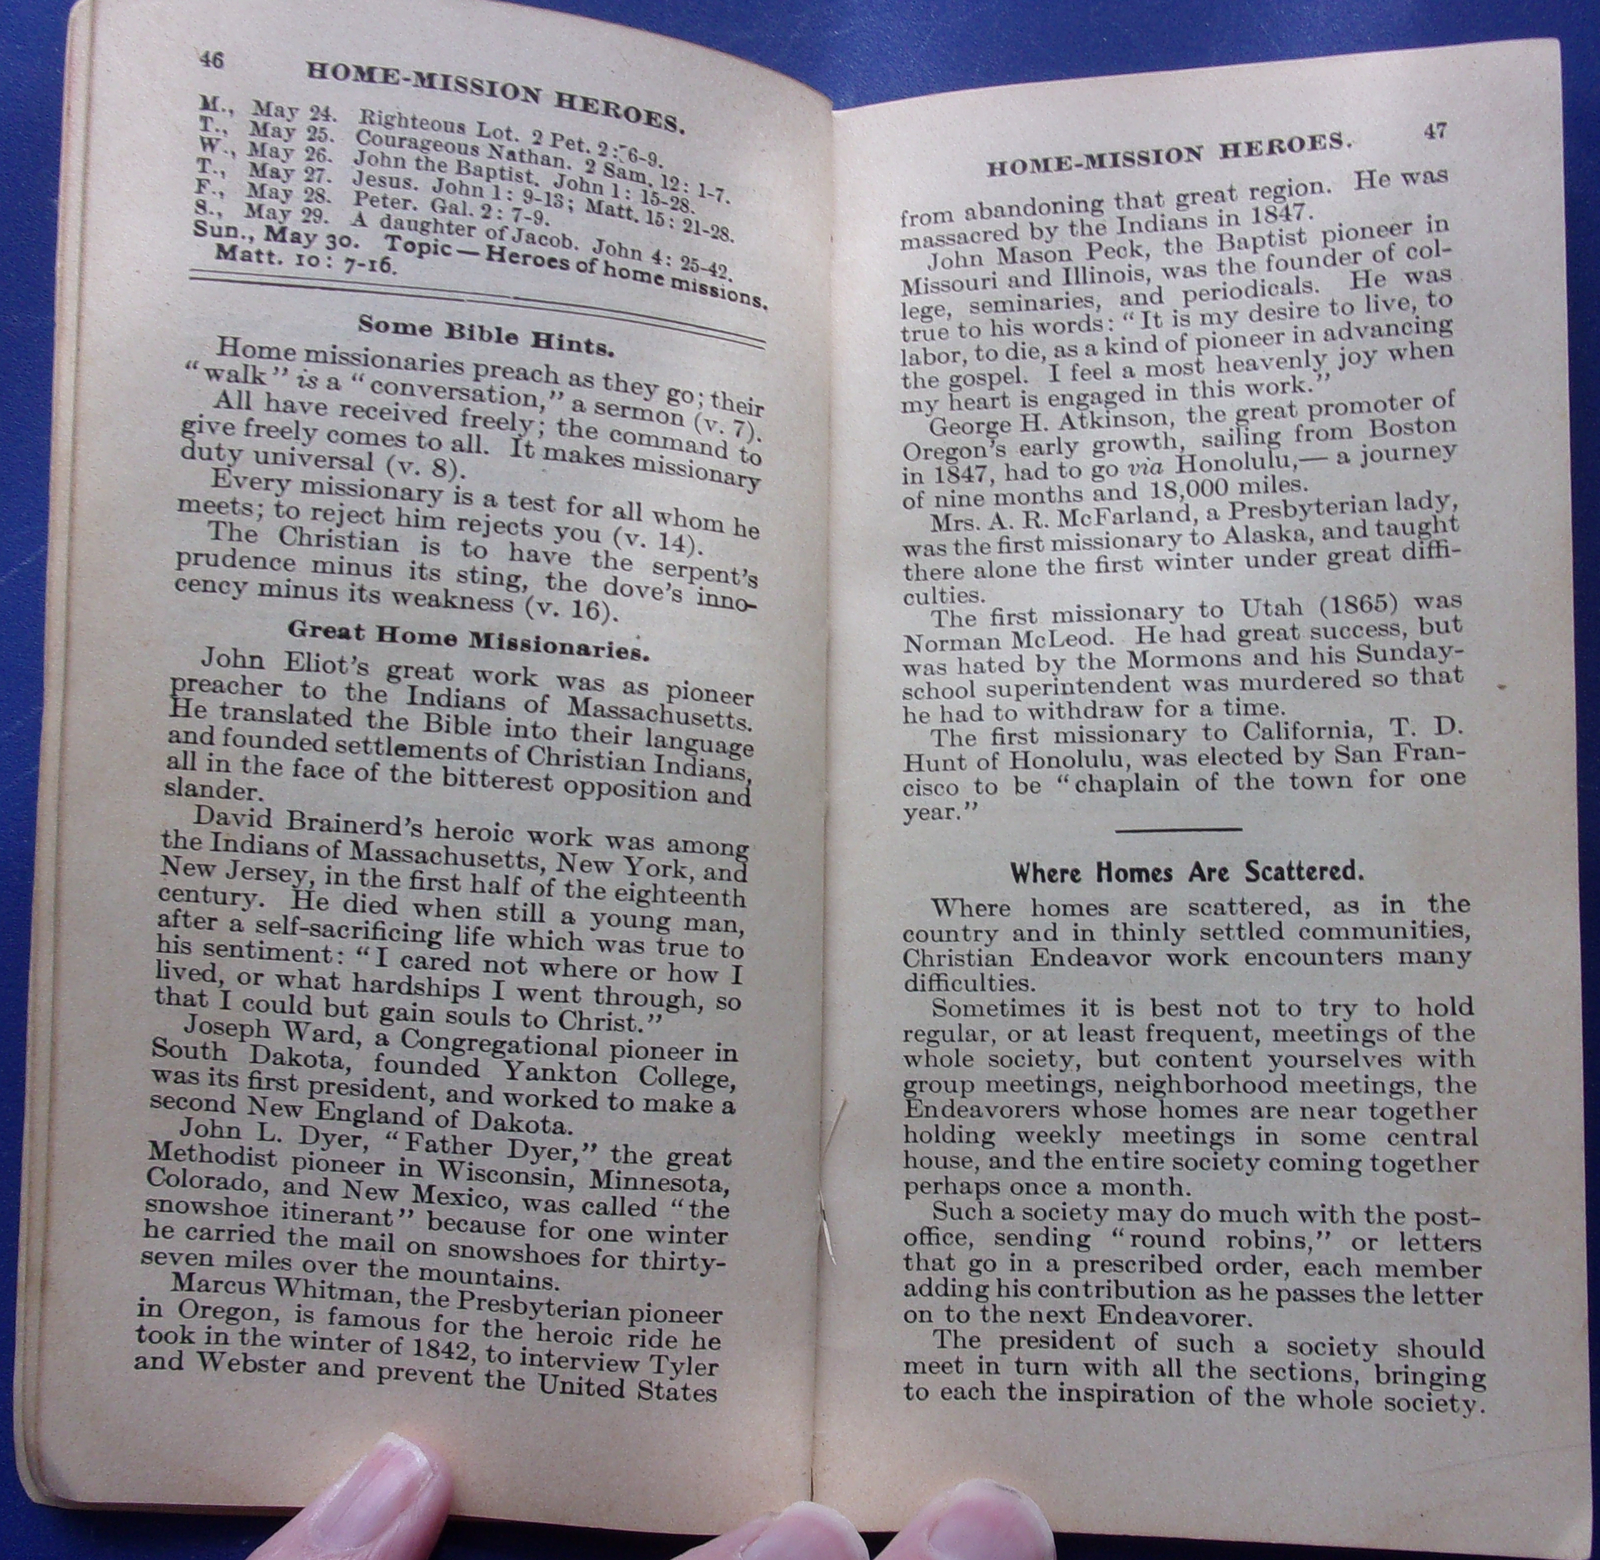 46
HOME-MISSION HEROES.
M., May 24. Righteous Lot. 2 Pet. 2: 6-9.
T., May 25. Courageous Nathan. 2 Sam. 12: 1-7.
W., May 26. John the Baptist. John 1: 15-28.
T., May 27. Jesus. John 1: 9-13; Matt. 15: 21-28.
F., May 28. Peter. Gal. 2: 7-9.
S., May 29. A daughter of Jacob. John 4: 25-42.
Sun., May 30. Topic — Heroes of home missions.
Matt. 10: 7-16.
Some Bible Hints.
Home missionaries preach as they go; their
"walk" is a "conversation," a sermon (v. 7).
All have received freely; the command to
give freely comes to all. It makes missionary
duty universal (v. 8).
Every missionary is a test for all whom he
meets; to reject him rejects you (v. 14).
The Christian is to have the serpent's
prudence minus its sting, the dove's inno-
cency minus its weakness (v. 16).
Great Home Missionaries.
John Eliot's great work was as pioneer
preacher to the Indians of Massachusetts.
He translated the Bible into their language
and founded settlements of Christian Indians,
all in the face of the bitterest opposition and
slander.
David Brainerd's heroic work was among
the Indians of Massachusetts, New York, and
New Jersey, in the first half of the eighteenth
century. He died when still a young man,
after a self-sacrificing life which was true to
his sentiment: "I cared not where or how I
lived, or what hardships I went through, so
that I could but gain souls to Christ."
Joseph Ward, a Congregational pioneer in
South Dakota, founded Yankton College,
was its first president, and worked to make a
second New England of Dakota.
John L. Dyer, "Father Dyer," the great
Methodist pioneer in Wisconsin, Minnesota,
Colorado, and New Mexico, was called "the
snowshoe itinerant" because for one winter
he carried the mail on snowshoes for thirty-
seven miles over the mountains.
Marcus Whitman, the Presbyterian pioneer
in Oregon, is famous for the heroic ride he
took in the winter of 1842, to interview Tyler
and Webster and prevent the United States
HOME-MISSION HEROES.
47
from abandoning that great region. He was
massacred by the Indians in 1847.
John Mason Peck, the Baptist pioneer in
Missouri and Illinois, was the founder of col-
lege, seminaries, and periodicals. He was
true to his words: "It is my desire to live, to
labor, to die, as a kind of pioneer in advancing
the gospel. I feel a most heavenly joy when
my heart is engaged in this work."
George H. Atkinson, the great promoter of
Oregon's early growth, sailing from Boston
in 1847, had to go via Honolulu,— a journey
of nine months and 18,000 miles.
Mrs. A. R. McFarland, a Presbyterian lady,
was the first missionary to Alaska, and taught
there alone the first winter under great diffi-
culties.
The first missionary to Utah (1865) was
Norman McLeod. He had great success, but
was hated by the Mormons and his Sunday-
school superintendent was murdered so that
he had to withdraw for a time.
The first missionary to California, T. D.
Hunt of Honolulu, was elected by San Fran-
cisco to be "chaplain of the town for one
year."
Where Homes Are Scattered.
Where homes are scattered, as in the
country and in thinly settled communities,
Christian Endeavor work encounters many
difficulties.
Sometimes it is best not to try to hold
regular, or at least frequent, meetings of the
whole society, but content yourselves with
group meetings, neighborhood meetings, the
Endeavorers whose homes are near together
holding weekly meetings in some central
house, and the entire society coming together
perhaps once a month.
Such a society may do much with the post-
office, sending "round robins," or letters
that go in a prescribed order, each member
adding his contribution as he passes the letter
on to the next Endeavorer.
The president of such a society should
meet in turn with all the sections, bringing
to each the inspiration of the whole society.